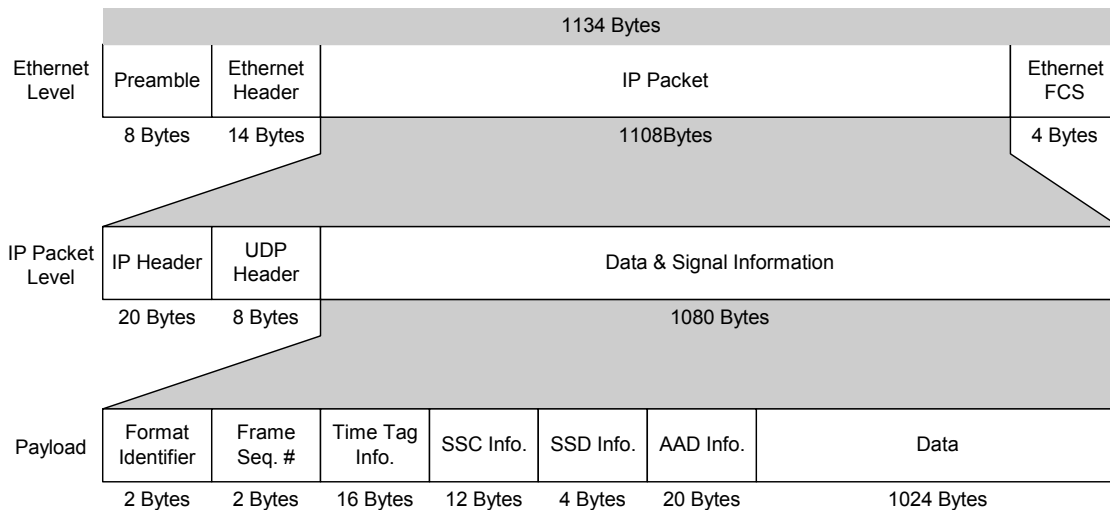 1134 Bytes
Ethernet
Level
Preamble
Ethernet
Header
IP Packet
Ethernet
FCS
8 Bytes
14 Bytes
1108Bytes
4 Bytes
IP Packet
Level
IP Header
UDP
Header
Data & Signal Information
20 Bytes
8 Bytes
1080 Bytes
Payload
Format
Identifier
Frame
Seq. #
Time Tag
Info.
SSC Info.
SSD Info.
AAD Info.
Data
2 Bytes
2 Bytes
16 Bytes
12 Bytes
4 Bytes
20 Bytes
1024 Bytes